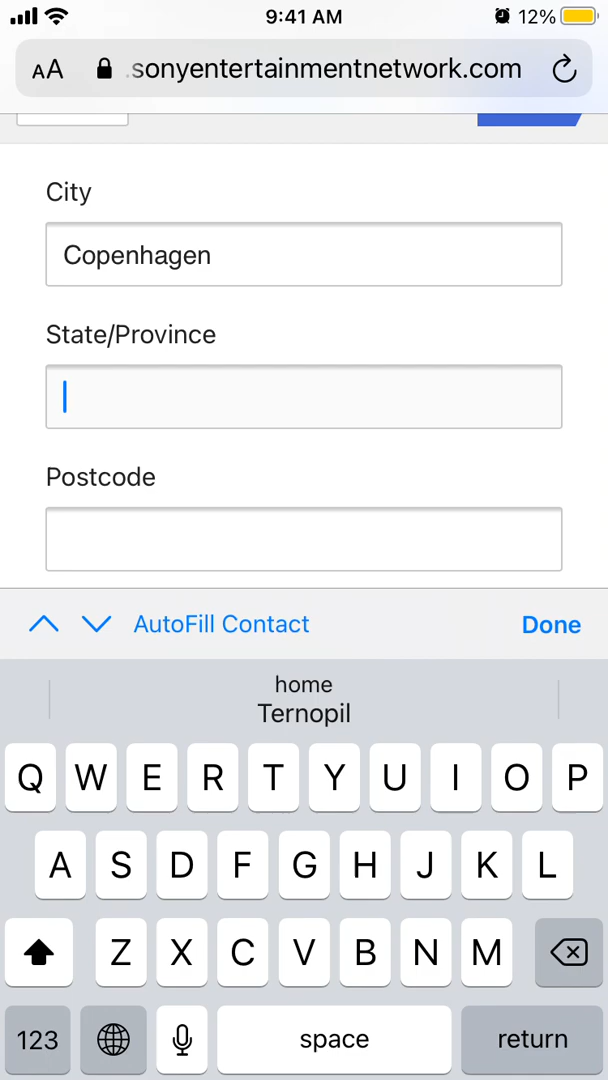 9:41 AM
12%
AA .sonyentertainmentnetwork.com
City
Copenhagen
State/Province
Postcode
AutoFill Contact Done
home
Ternopil
Q W E R T Y U I O P
A S D F G H J K L
Z X C V B N M
123 space return